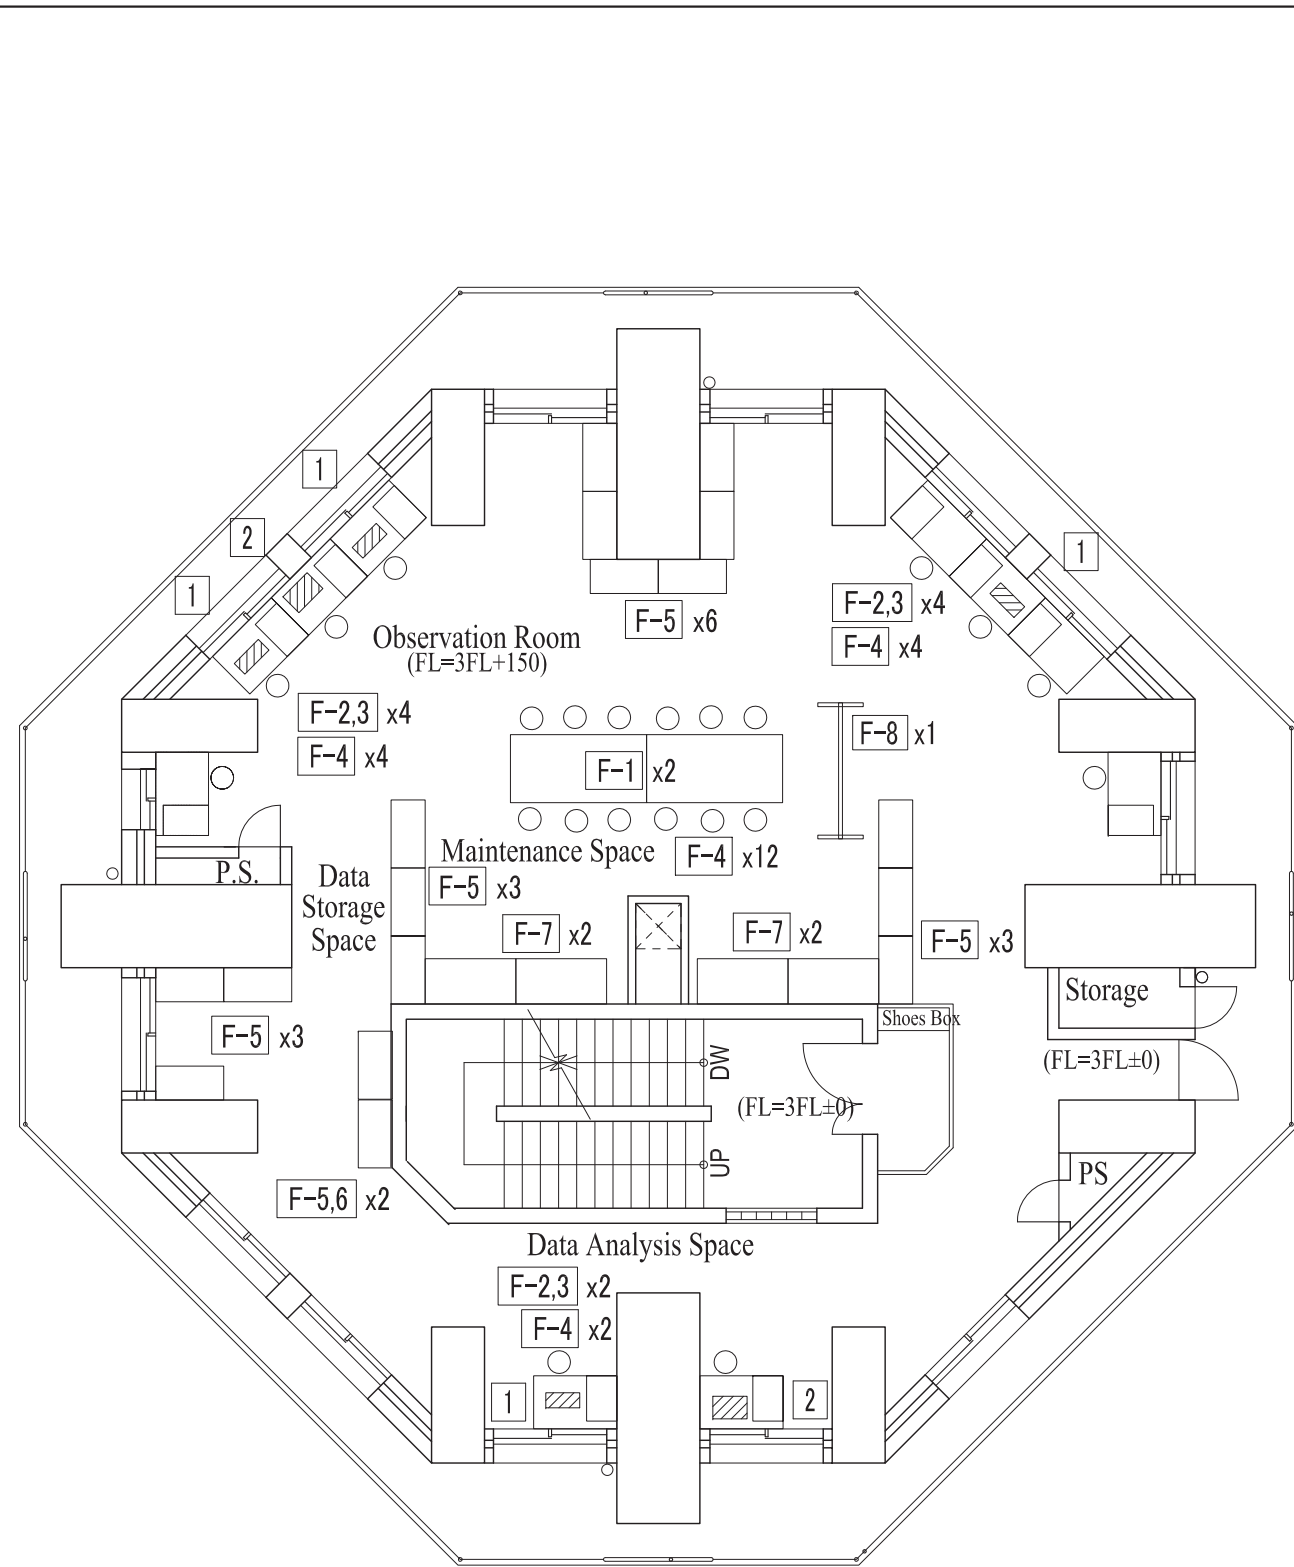 1
2
1
1
F-5 x6
F-2,3 x4
F-4 x4
Observation Room
(FL=3FL+150)
F-2,3 x4
F-4 x4
F-8 x1
F-1 x2
Maintenance Space
F-4 x12
P.S.
Data
Storage
Space
F-5 x3
F-7 x2
F-7 x2
F-5 x3
Storage
Shoes Box
F-5 x3
DW
(FL=3FL±0)
(FL=3FL±0)
UP
PS
F-5,6 x2
Data Analysis Space
F-2,3 x2
F-4 x2
1
2